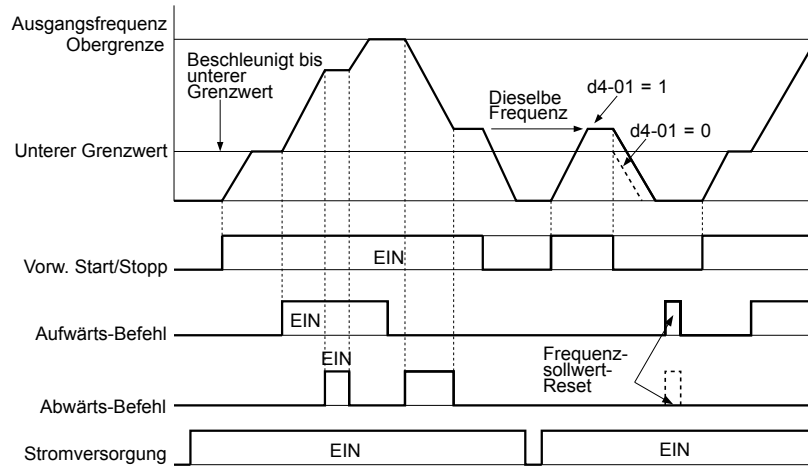 Ausgangsfrequenz
Obergrenze
Beschleunigt bis
unterer
Grenzwert
Dieselbe
Frequenz
d4-01 = 1
d4-01 = 0
Unterer Grenzwert
Vorw. Start/Stopp
EIN
Aufwärts-Befehl
EIN
EIN
Frequenz-
sollwert-
Reset
Abwärts-Befehl
Stromversorgung
EIN
EIN